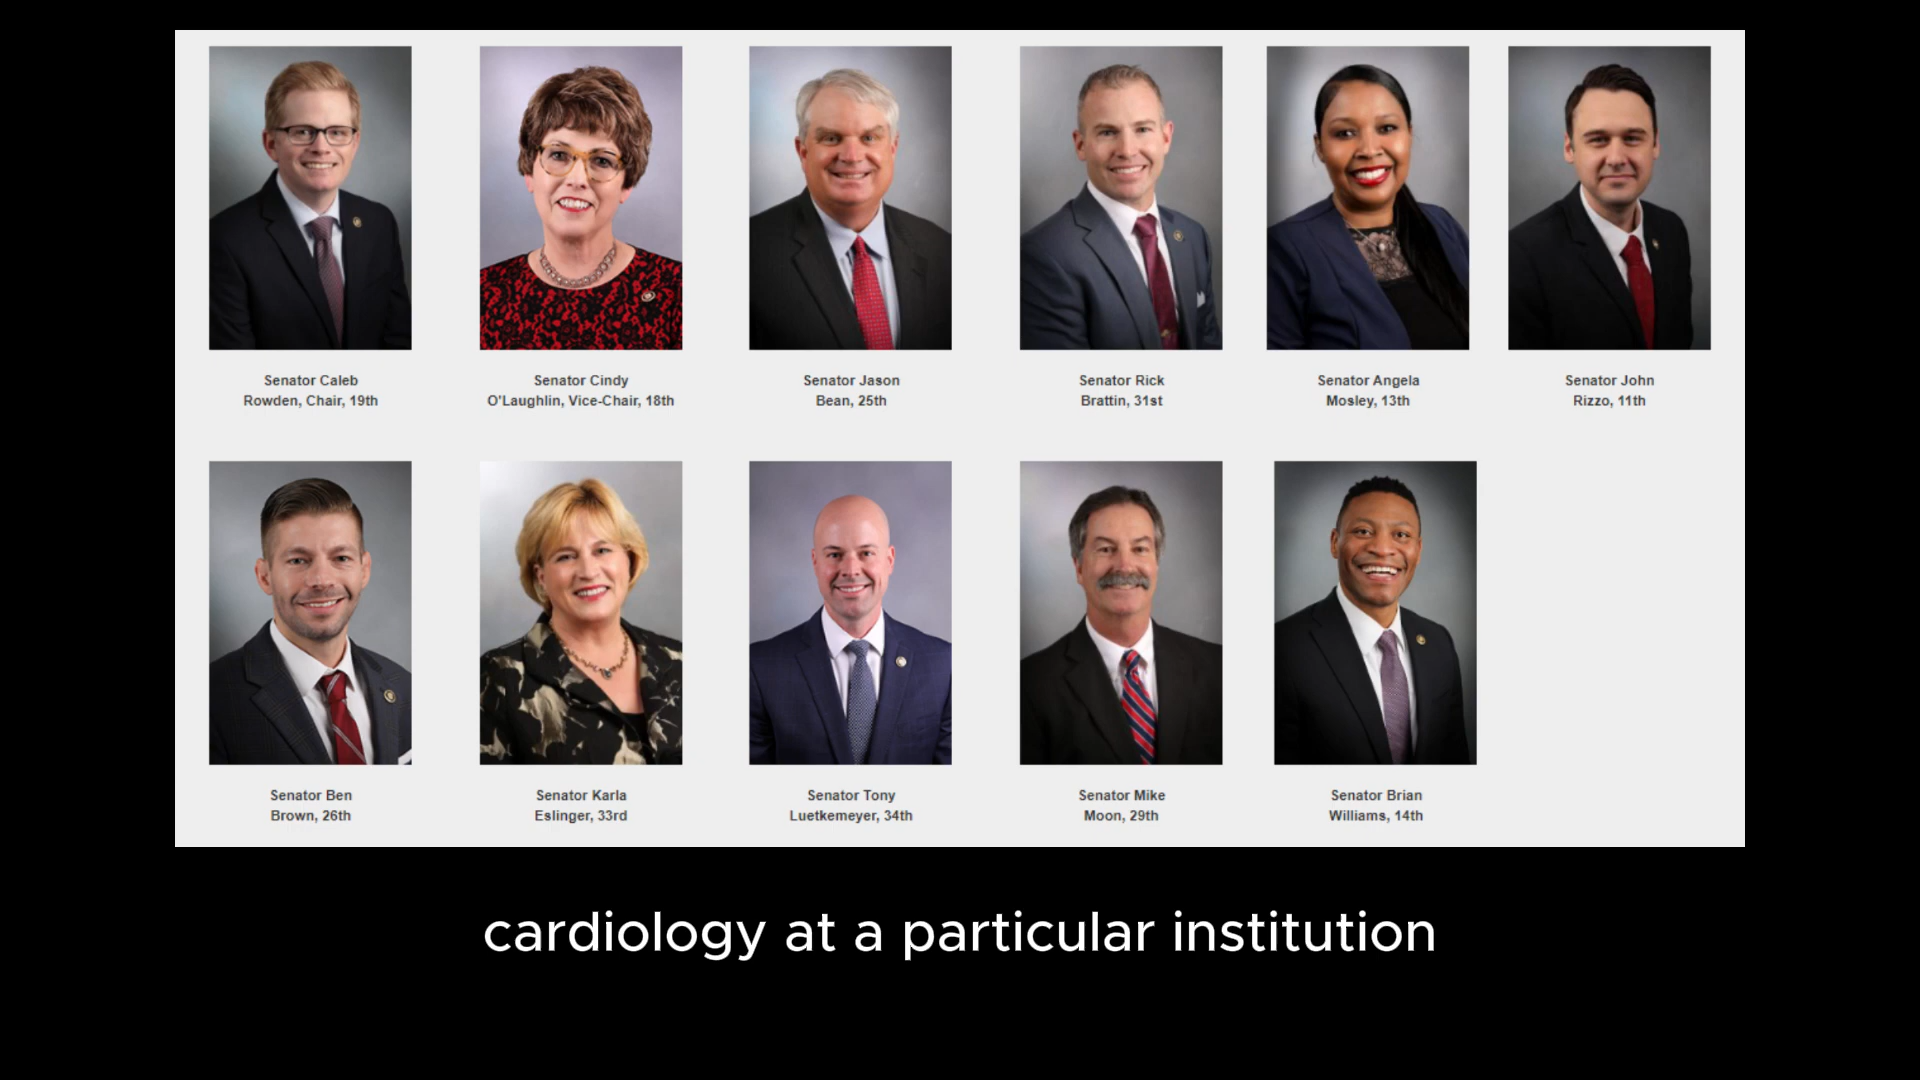 Senator Caleb
Rowden, Chair, 19th
Senator Cindy
O'Laughlin, Vice-Chair, 18th
Senator Jason
Bean, 25th
Senator Rick
Brattin, 31st
Senator Angela
Mosley, 13th
Senator John
Rizzo, 11th
Senator Ben
Brown, 26th
Senator Karla
Eslinger, 33rd
Senator Tony
Luetkemeyer, 34th
Senator Mike
Moon, 29th
Senator Brian
Williams, 14th
cardiology at a particular institution